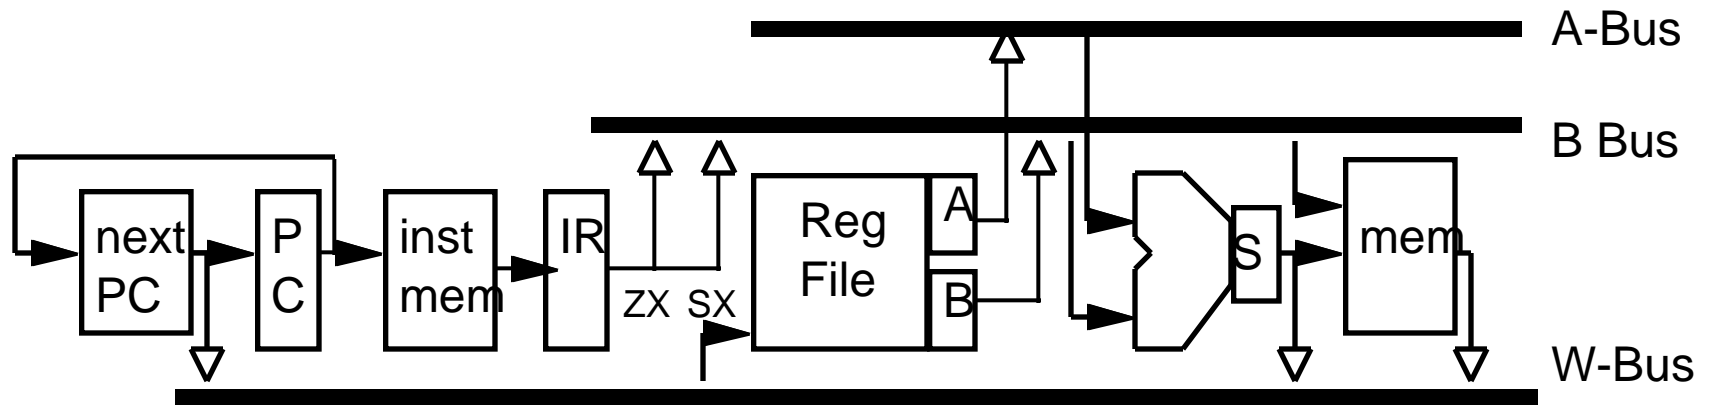 A-Bus
B Bus
next
PC
P
C
inst
mem
IR
ZX SX
Reg
File
A
B
S
mem
W-Bus